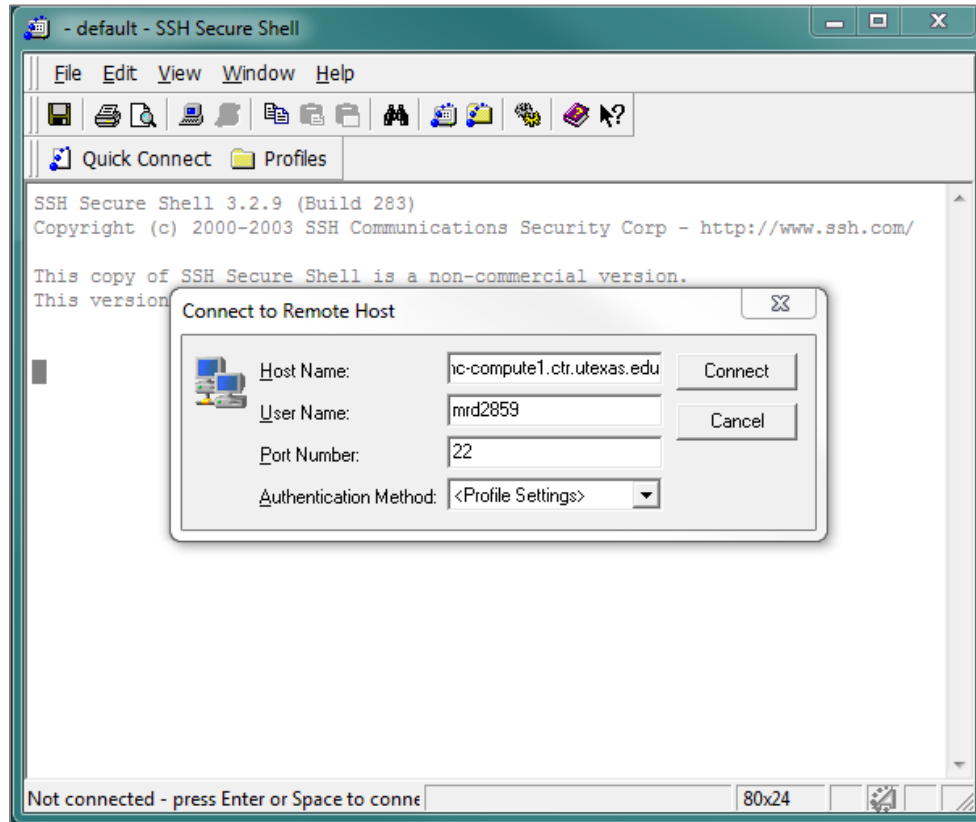 - default - SSH Secure Shell
File Edit View Window Help
Quick Connect Profiles
SSH Secure Shell 3.2.9 (Build 283)
Copyright (c) 2000-2003 SSH Communications Security Corp - http://www.ssh.com/
This copy of SSH Secure Shell is a non-commercial version.
This version
Connect to Remote Host
Host Name: c-compute1.ctr.utexas.edu Connect
User Name: mrd2859
Cancel
Port Number: 22
Authentication Method: <Profile Settings>
Not connected - press Enter or Space to conne 80x24